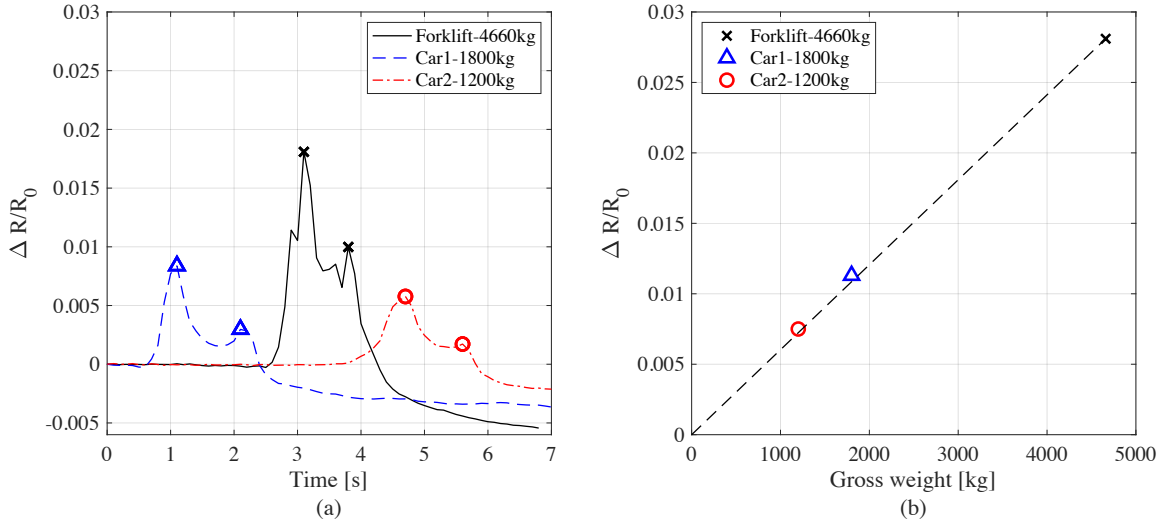 0.03
0.025
0.02
0.015
0.01
0.005
0
-0.005
Δ R/R0
Forklift-4660kg
Car1-1800kg
Car2-1200kg
0 1 2 3 4 5 6 7
Time [s]
(a)
0.03
0.025
0.02
0.015
0.01
0.005
0
Δ R/R0
Forklift-4660kg
Car1-1800kg
Car2-1200kg
0 1000 2000 3000 4000 5000
Gross weight [kg]
(b)